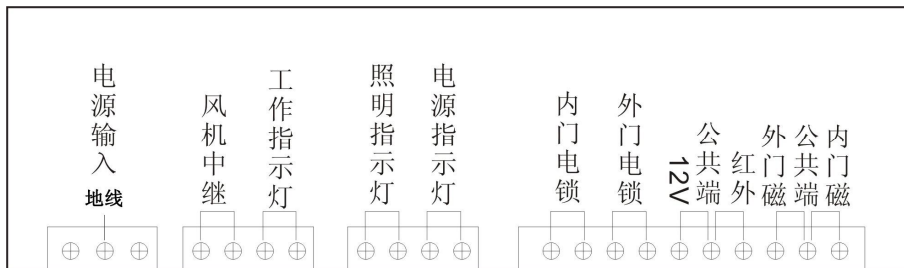 电源输入
地线
风机中继
工作指示灯
照明指示灯
电源指示灯
内门电锁
外门电锁
12V
公共端
红外
外门磁
公共端
内门磁